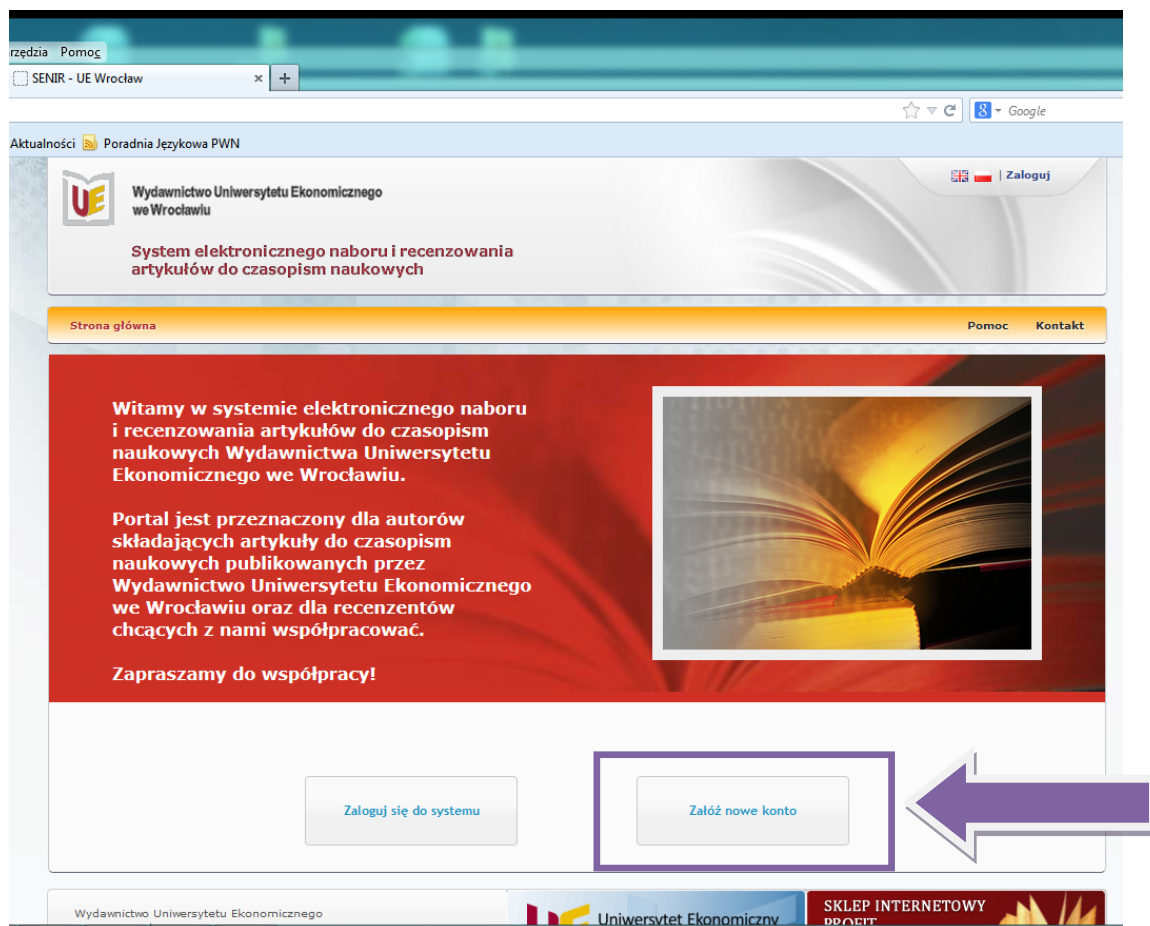 rzędzia Pomoc
SENIR - UE Wrocław × +
Google
Aktualności Poradnia Językowa PWN
UE
Wydawnictwo Uniwersytetu Ekonomicznego
we Wrocławiu
| Zaloguj
System elektronicznego naboru i recenzowania
artykułów do czasopism naukowych
Strona główna Pomoc Kontakt
Witamy w systemie elektronicznego naboru
i recenzowania artykułów do czasopism
naukowych Wydawnictwa Uniwersytetu
Ekonomicznego we Wrocławiu.
Portal jest przeznaczony dla autorów
składających artykuły do czasopism
naukowych publikowanych przez
Wydawnictwo Uniwersytetu Ekonomicznego
we Wrocławiu oraz dla recenzentów
chcących z nami współpracować.
Zapraszamy do współpracy!
Zaloguj się do systemu Załóż nowe konto
Wydawnictwo Uniwersytetu Ekonomicznego
UE Uniwersytet Ekonomiczny
SKLEP INTERNETOWY
PROFIT